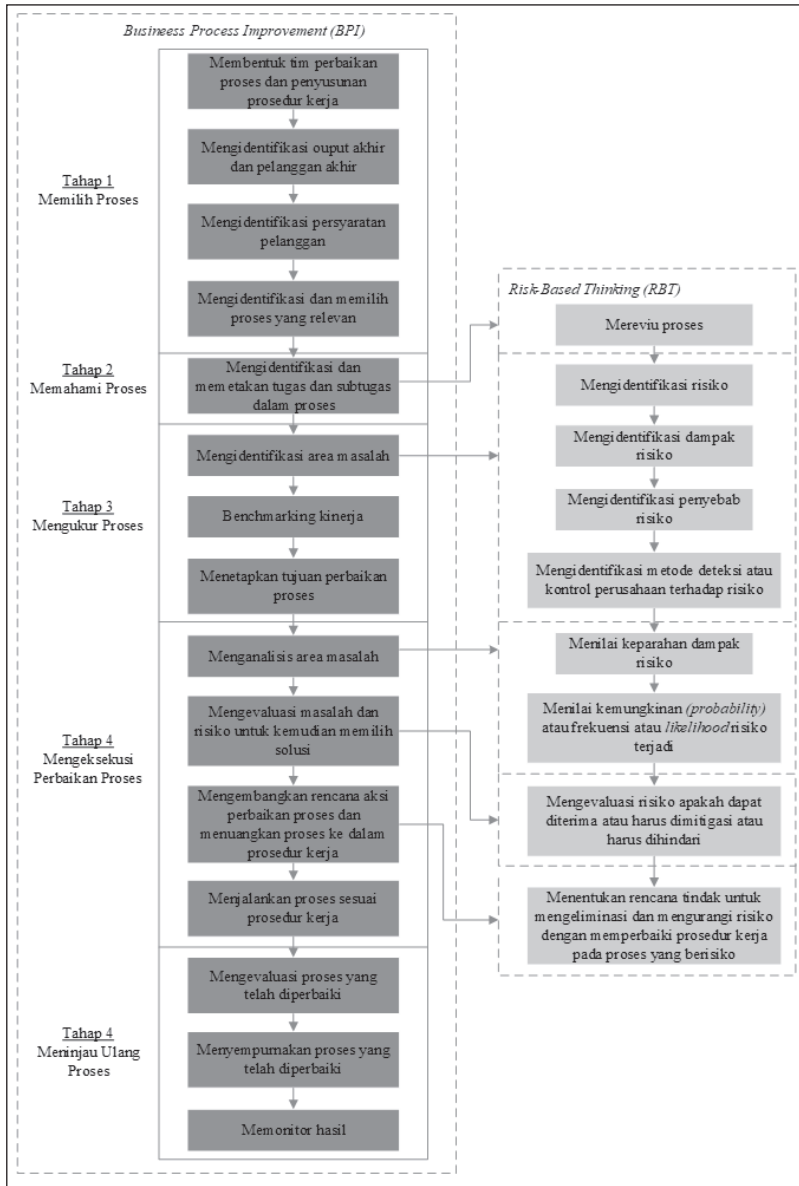 Busineess Process Improvement (BPI)
Tahap 1
Memilih Proses
Membentuk tim perbaikan
proses dan penyusunan
prosedur kerja
Mengidentifikasi ouput akhir
dan pelanggan akhir
Mengidentifikasi persyaratan
pelanggan
Mengidentifikasi dan memilih
proses yang relevan
Tahap 2
Memahami Proses
Mengidentifikasi dan
memetakan tugas dan subtugas
dalam proses
Tahap 3
Mengukur Proses
Mengidentifikasi area masalah
Benchmarking kinerja
Menetapkan tujuan perbaikan
proses
Tahap 4
Mengeksekusi
Perbaikan Proses
Menganalisis area masalah
Mengevaluasi masalah dan
risiko untuk kemudian memilih
solusi
Mengembangkan rencana aksi
perbaikan proses dan
menuangkan proses ke dalam
prosedur kerja
Menjalankan proses sesuai
prosedur kerja
Tahap 4
Meninjau Ulang
Proses
Mengevaluasi proses yang
telah diperbaiki
Menyempurnakan proses yang
telah diperbaiki
Memonitor hasil
Risk-Based Thinking (RBT)
Mereviu proses
Mengidentifikasi risiko
Mengidentifikasi dampak
risiko
Mengidentifikasi penyebab
risiko
Mengidentifikasi metode deteksi atau
kontrol perusahaan terhadap risiko
Menilai keparahan dampak
risiko
Menilai kemungkinan (probability)
atau frekuensi atau likelihood risiko
terjadi
Mengevaluasi risiko apakah dapat
diterima atau harus dimitigasi atau
harus dihindari
Menentukan rencana tindak untuk
mengeliminasi dan mengurangi risiko
dengan memperbaiki prosedur kerja
pada proses yang berisiko